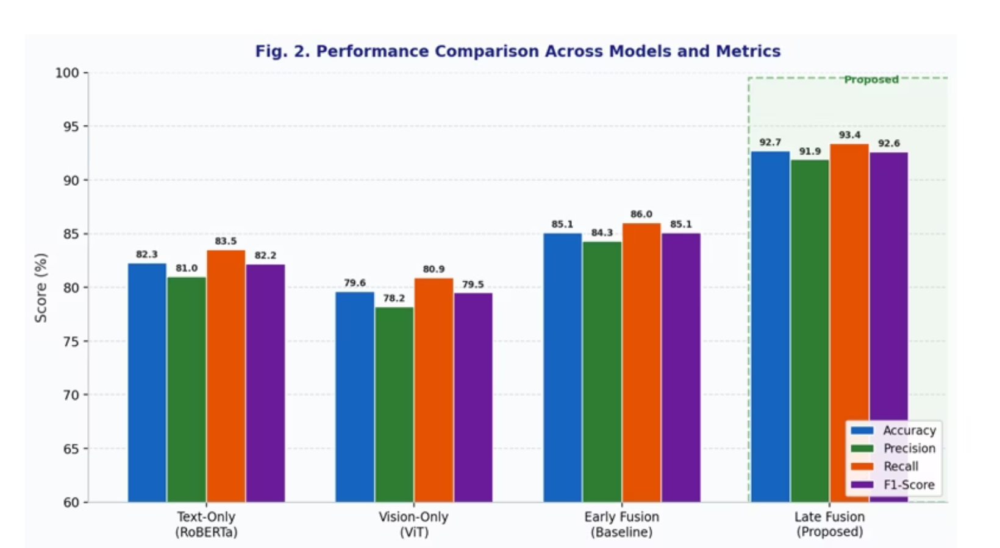 Fig. 2. Performance Comparison Across Models and Metrics
Score (%)
100
95
90
85
80
75
70
65
60
Proposed
82.3
81.0
83.5
82.2
79.6
78.2
80.9
79.5
85.1
84.3
86.0
85.1
92.7
91.9
93.4
92.6
Accuracy
Precision
Recall
F1-Score
Text-Only
(RoBERTa)
Vision-Only
(ViT)
Early Fusion
(Baseline)
Late Fusion
(Proposed)